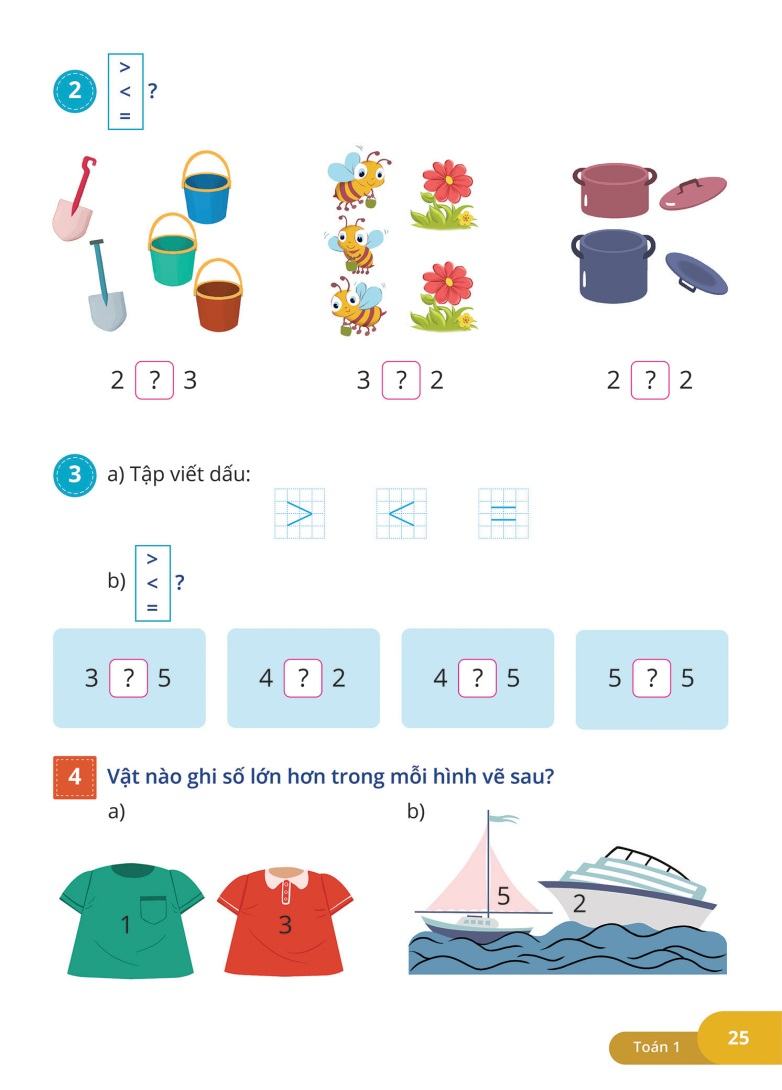 2
>
<
=
?
2 ? 3
3 ? 2
2 ? 2
3 a) Tập viết dấu:
> < =
b)
>
<
=
?
3 ? 5
4 ? 2
4 ? 5
5 ? 5
4 Vật nào ghi số lớn hơn trong mỗi hình vẽ sau?
a)
b)
1
3
5
2
Toán 1
25